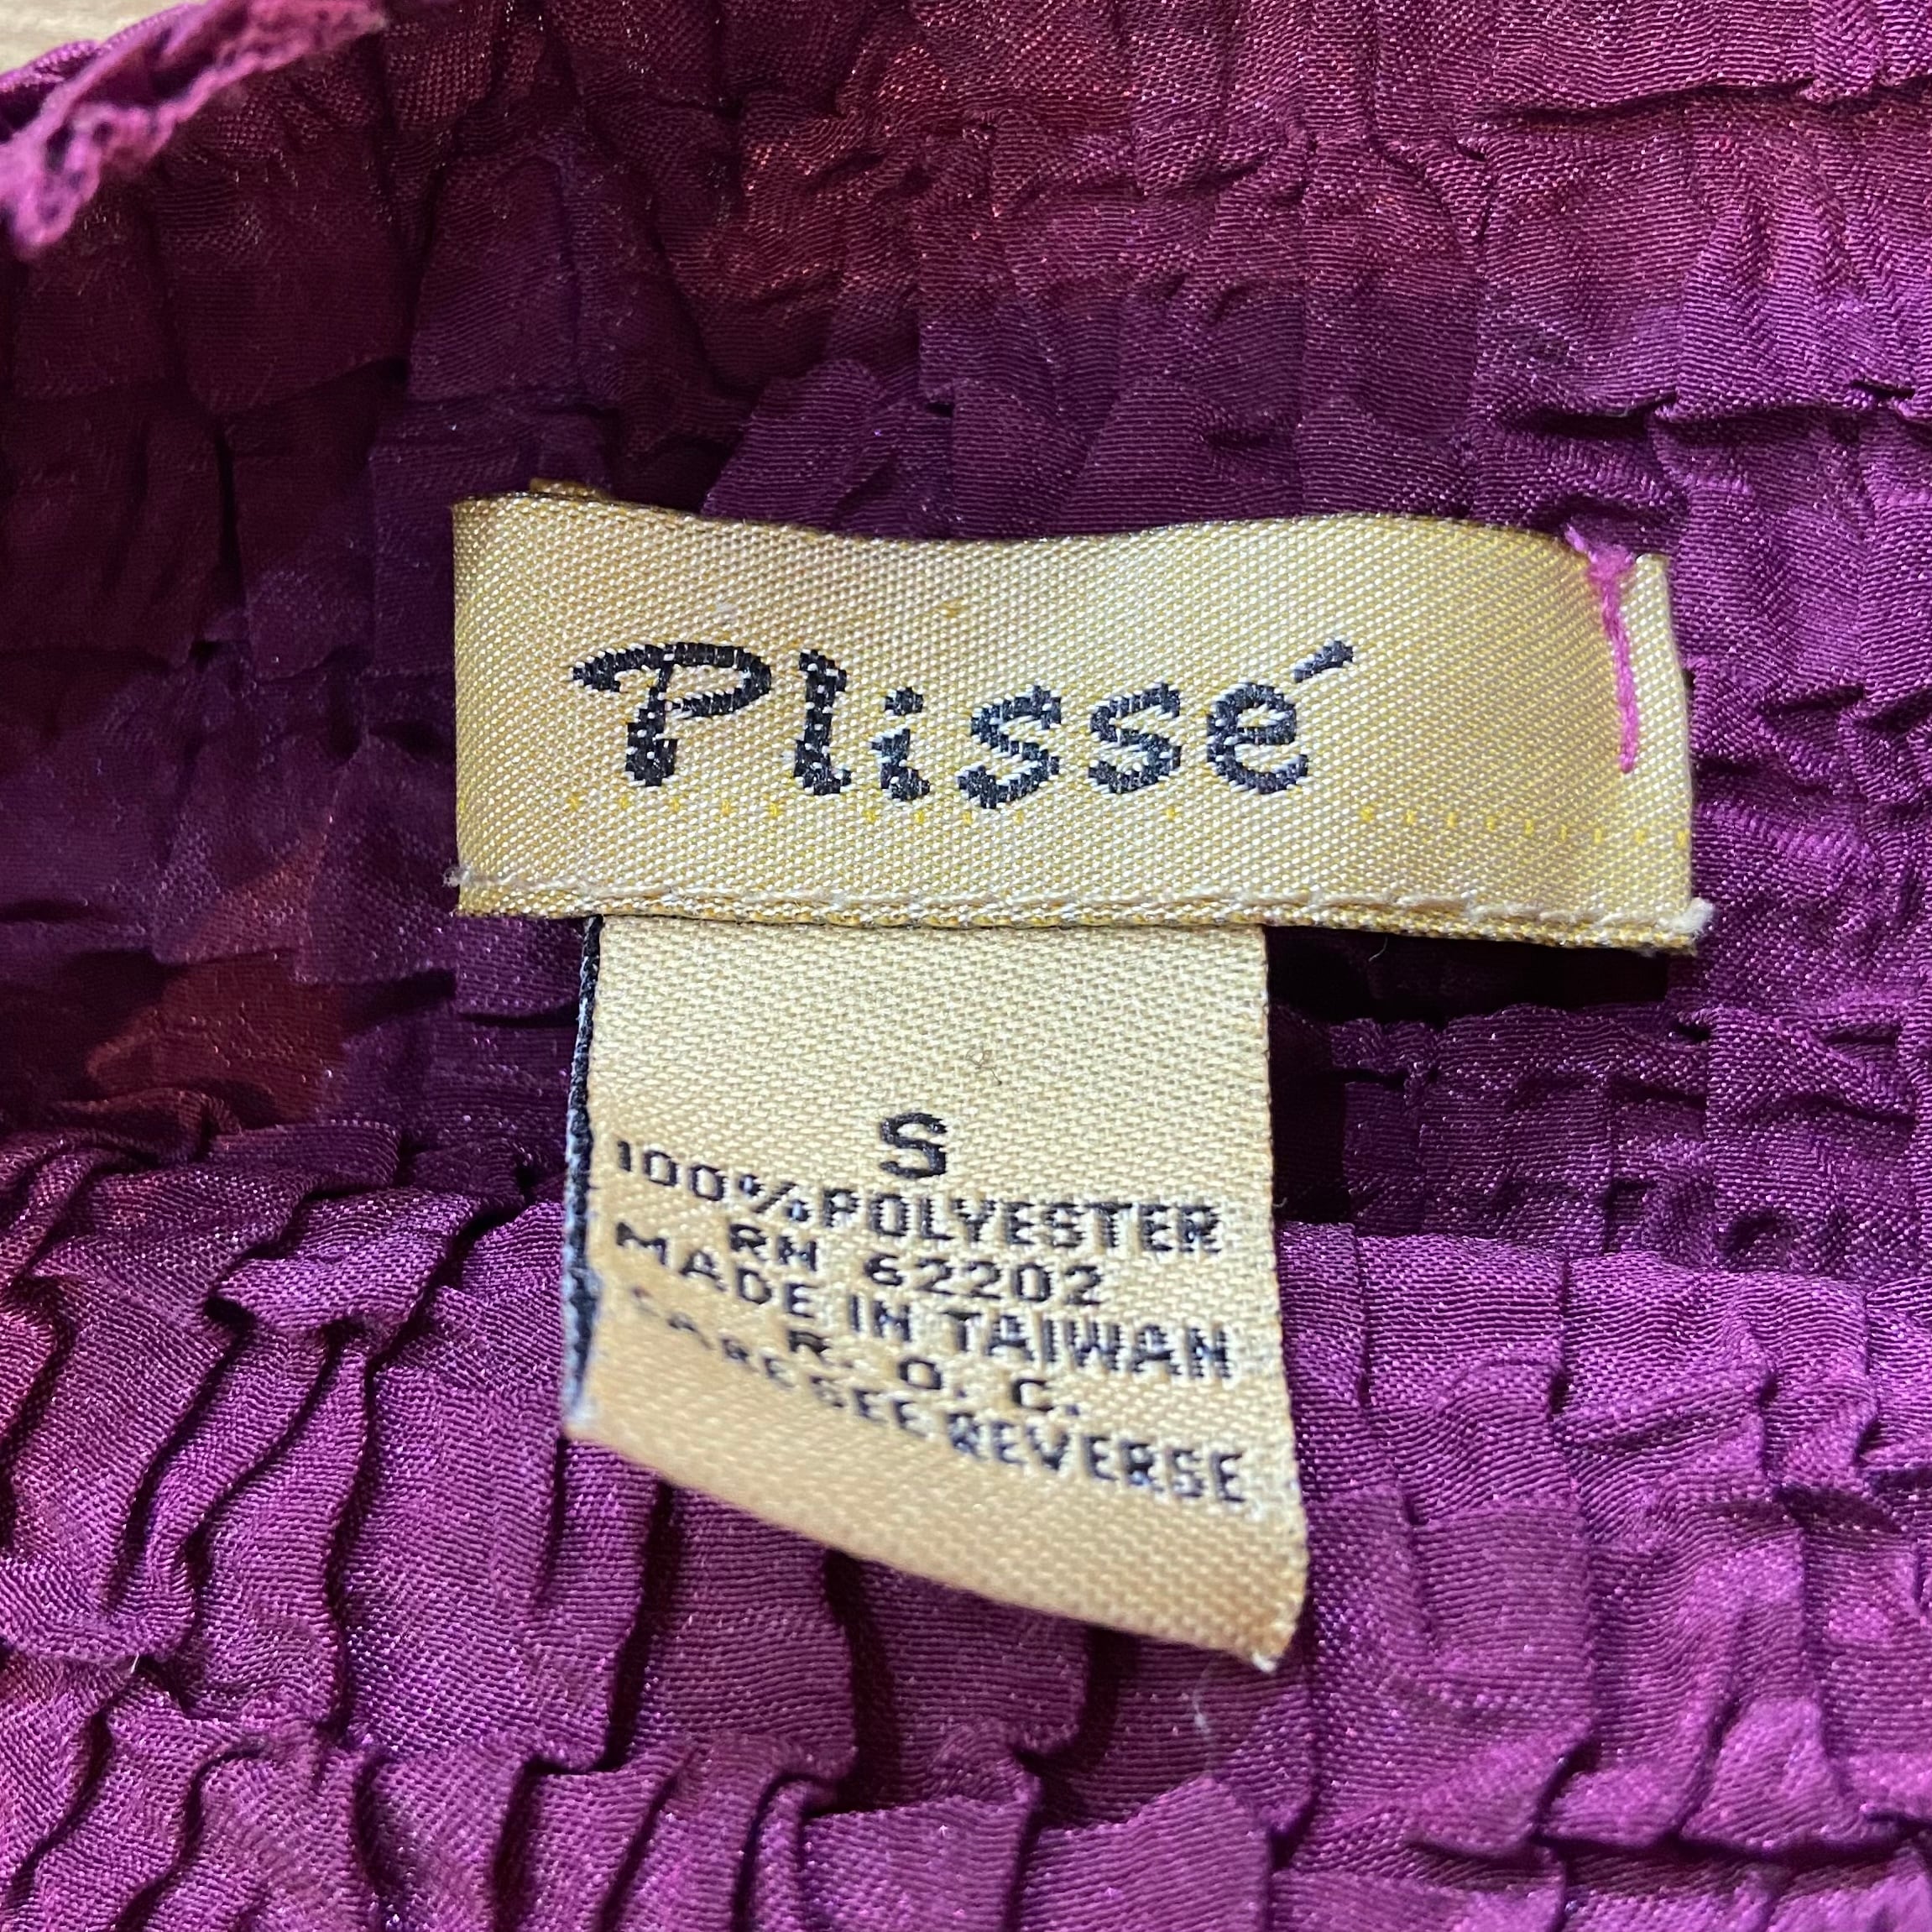 Plissé
S
100% POLYESTER
RN 62202
MADE IN TAIWAN
R. O. C.
CARE SEE REVERSE